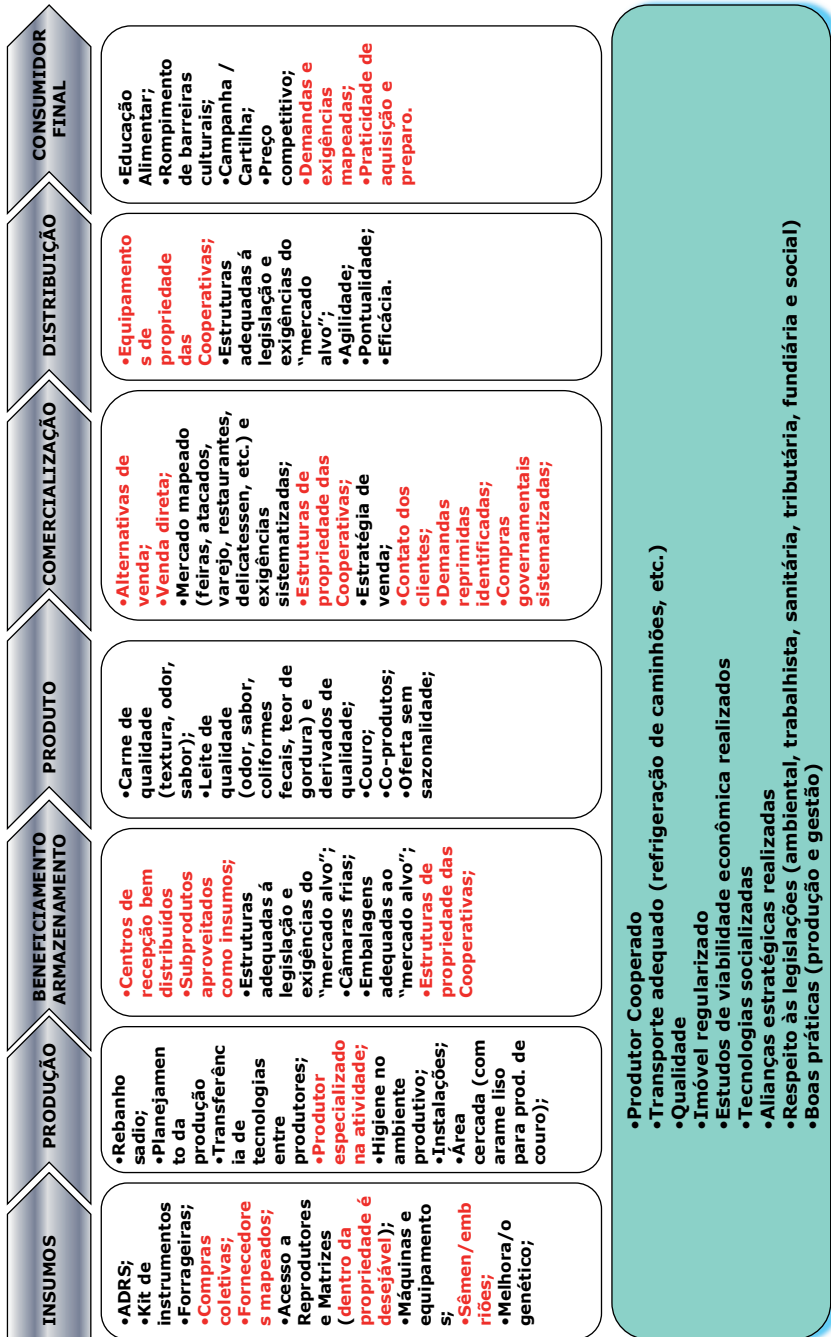 INSUMOS
•ADRS;
•Kit de
instrumentos
•Forrageiras;
•Compras
coletivas;
•Fornecedore
s mapeados;
•Acesso a
Reprodutores
e Matrizes
(dentro da
propriedade é
desejável);
•Máquinas e
equipamento
s;
•Sêmen/emb
riões;
•Melhora/o
genético;
PRODUÇÃO
•Rebanho
sadio;
•Planejamen
to da
produção
•Transferênc
ia de
tecnologias
entre
produtores;
•Produtor
especializado
na atividade;
•Higiene no
ambiente
produtivo;
•Instalações;
•Área
cercada (com
arame liso
para prod. de
couro);
BENEFICIAMENTO
ARMAZENAMENTO
•Centros de
recepção bem
distribuídos
•Subprodutos
aproveitados
como insumos;
•Estruturas
adequadas á
legislação e
exigências do
“mercado alvo”;
•Câmaras frias;
•Embalagens
adequadas ao
“mercado alvo”;
•Estruturas de
propriedade das
Cooperativas;
PRODUTO
•Carne de
qualidade
(textura, odor,
sabor);
•Leite de
qualidade
(odor, sabor,
coliformes
fecais, teor de
gordura) e
derivados de
qualidade;
•Couro;
•Co-produtos;
•Oferta sem
sazonalidade;
COMERCIALIZAÇÃO
•Alternativas de
venda;
•Venda direta;
•Mercado mapeado
(feiras, atacados,
varejo, restaurantes,
delicatessen, etc.) e
exigências
sistematizadas;
•Estruturas de
propriedade das
Cooperativas;
•Estratégia de
venda;
•Contato dos
clientes;
•Demandas
reprimidas
identificadas;
•Compras
governamentais
sistematizadas;
DISTRIBUIÇÃO
•Equipamento
s de
propriedade
das
Cooperativas;
•Estruturas
adequadas á
legislação e
exigências do
“mercado
alvo”;
•Agilidade;
•Pontualidade;
•Eficácia.
CONSUMIDOR
FINAL
•Educação
Alimentar;
•Rompimento
de barreiras
culturais;
•Campanha /
Cartilha;
•Preço
competitivo;
•Demandas e
exigências
mapeadas;
•Praticidade de
aquisição e
preparo.
•Produtor Cooperado
•Transporte adequado (refrigeração de caminhões, etc.)
•Qualidade
•Imóvel regularizado
•Estudos de viabilidade econômica realizados
•Tecnologias socializadas
•Alianças estratégicas realizadas
•Respeito às legislações (ambiental, trabalhista, sanitária, tributária, fundiária e social)
•Boas práticas (produção e gestão)